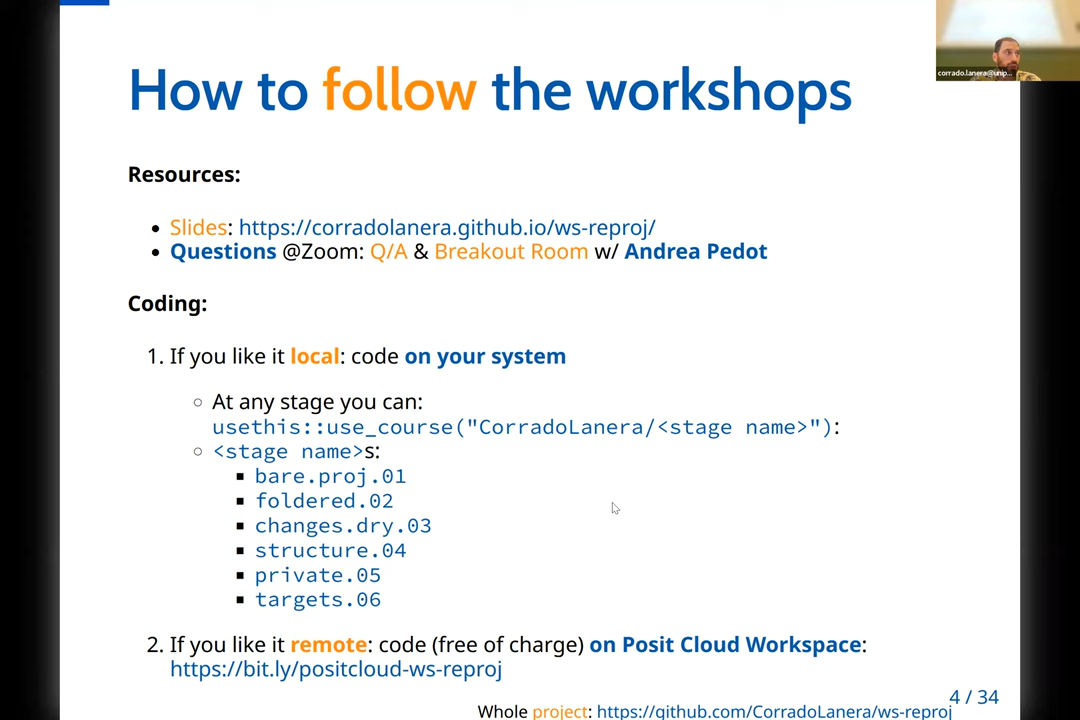 corrado.lanera@unip...
How to follow the workshops
Resources:
Slides: https://corradolanera.github.io/ws-reproj/
Questions @Zoom: Q/A & Breakout Room w/ Andrea Pedot
Coding:
1. If you like it local: code on your system
At any stage you can:
usethis::use_course("CorradoLanera/<stage name>"):
<stage name>s:
bare.proj.01
foldered.02
changes.dry.03
structure.04
private.05
targets.06
2. If you like it remote: code (free of charge) on Posit Cloud Workspace:
https://bit.ly/positcloud-ws-reproj
4 / 34
Whole project: https://github.com/CorradoLanera/ws-reproj